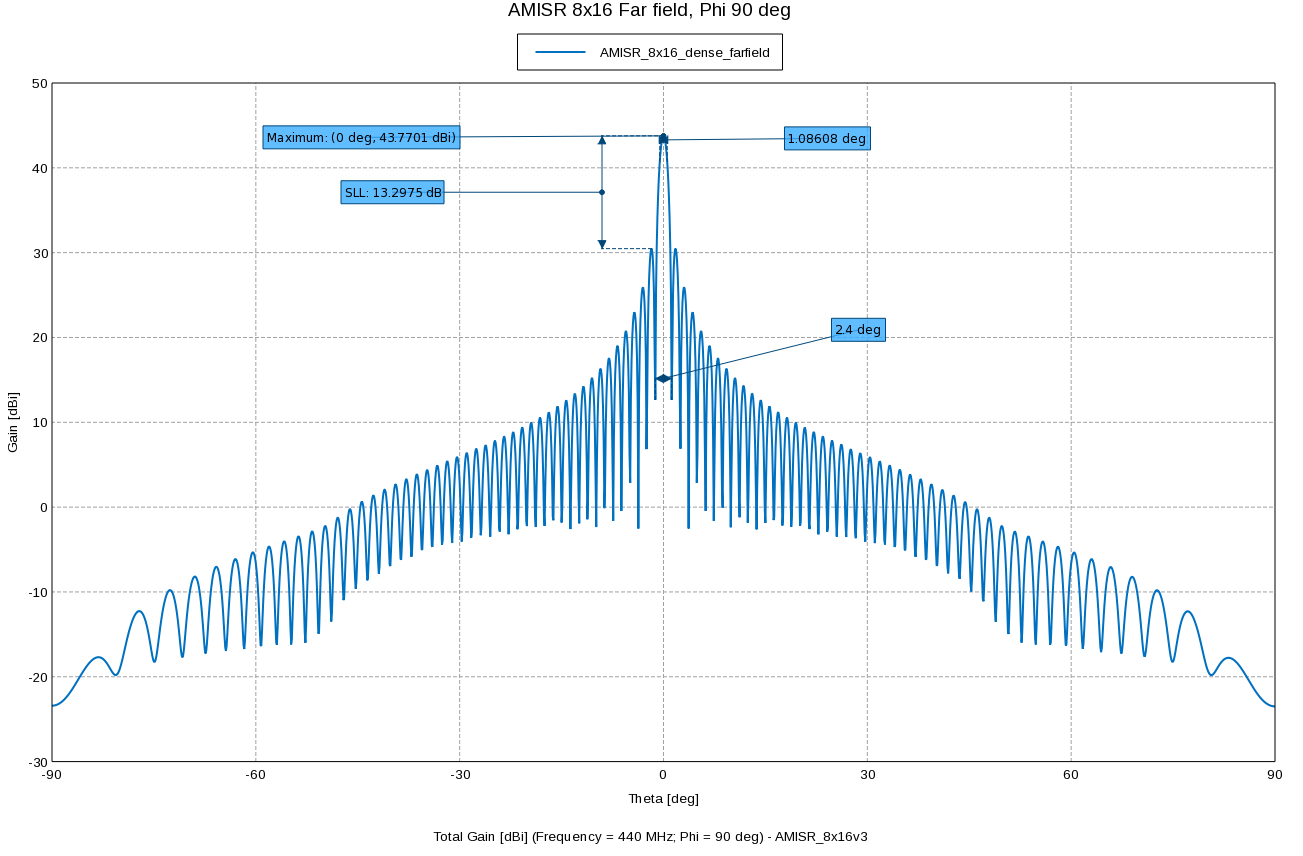 AMISR 8x16 Far field, Phi 90 deg
AMISR_8x16_dense_farfield
50
40
30
20
10
0
-10
-20
-30
Gain [dBi]
Maximum: (0 deg, 43.7701 dBi)
1.08608 deg
SLL: 13.2975 dB
2.4 deg
-90
-60
-30
0
30
60
90
Theta [deg]
Total Gain [dBi] (Frequency = 440 MHz; Phi = 90 deg) - AMISR_8x16v3